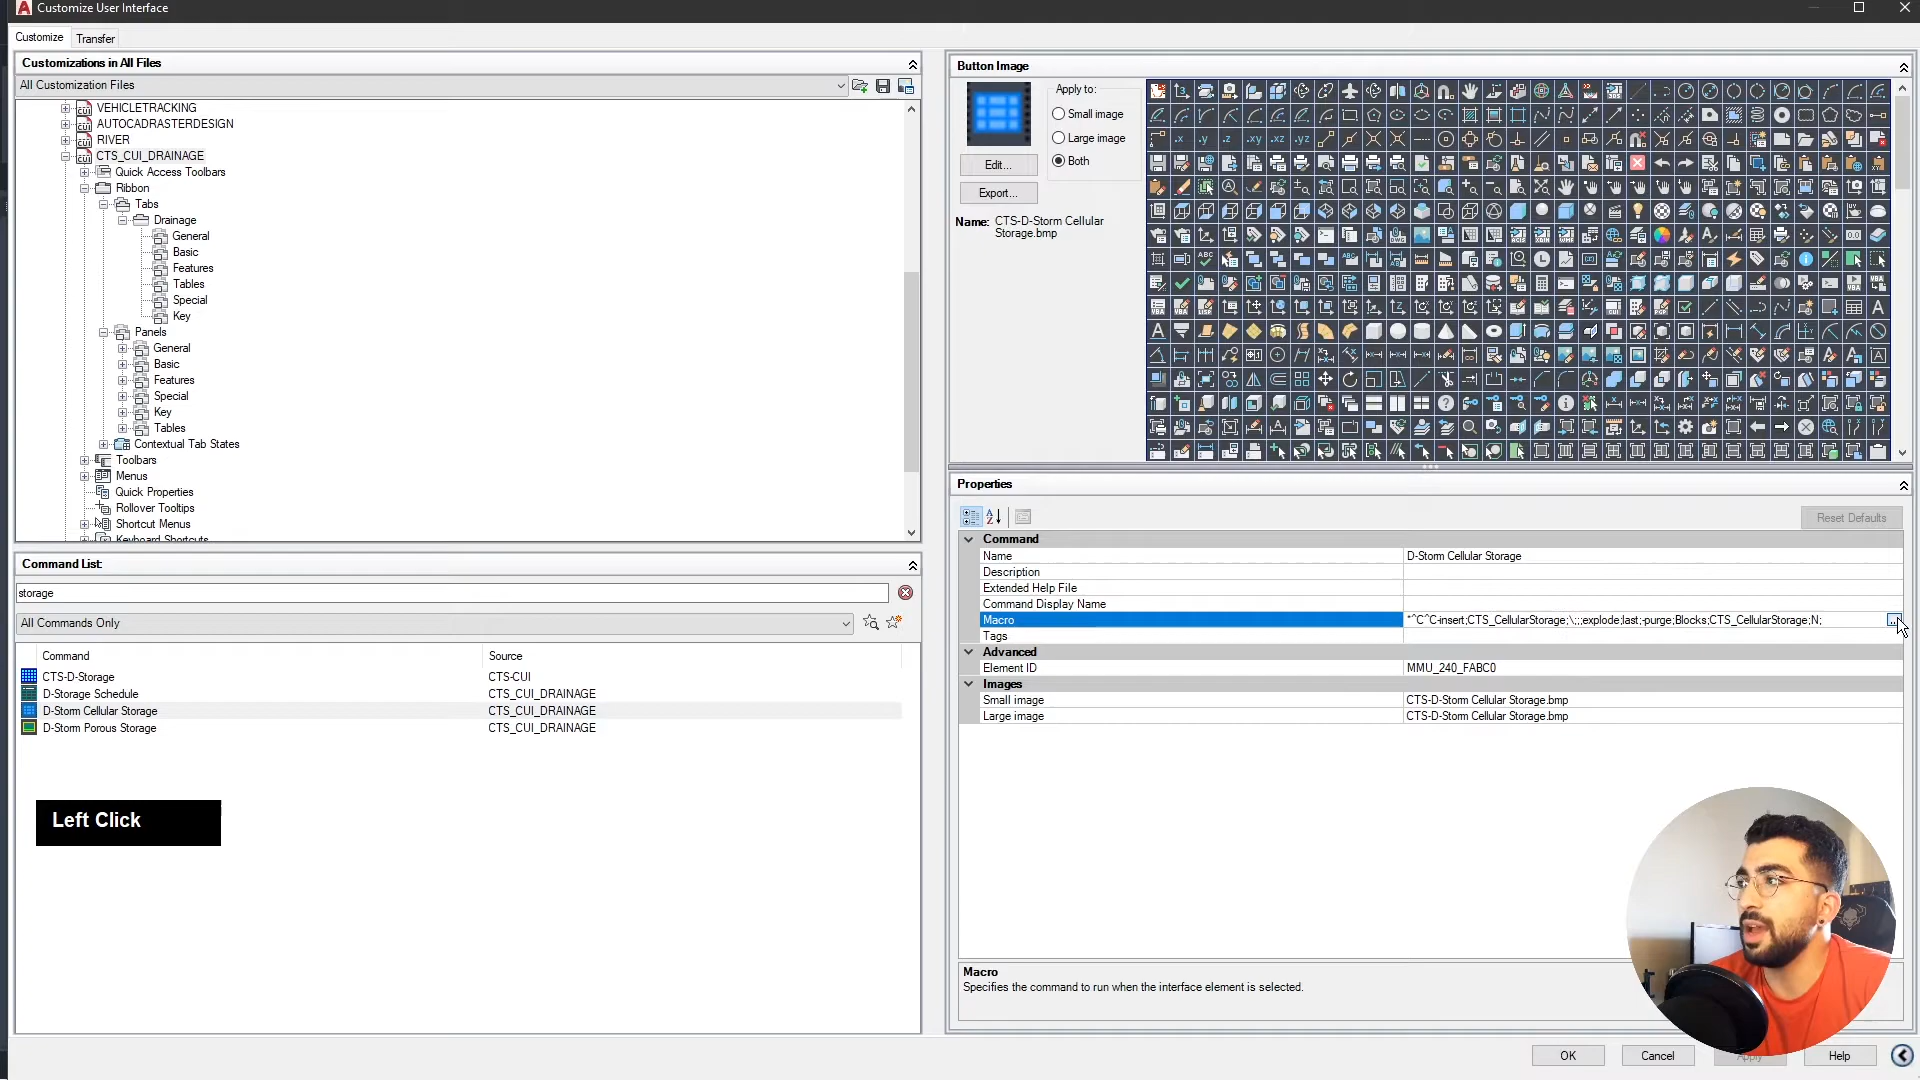 Customize User Interface
Customize
Transfer
Customizations in All Files
All Customization Files
VEHICLETRACKING
AUTOCADRASTERDESIGN
RIVER
CTS_CUI_DRAINAGE
Quick Access Toolbars
Ribbon
Tabs
Drainage
General
Basic
Features
Tables
Special
Key
Panels
General
Basic
Features
Special
Key
Tables
Contextual Tab States
Toolbars
Menus
Quick Properties
Rollover Tooltips
Shortcut Menus
Keyboard Shortcuts
Command List:
storage
All Commands Only
Command Source
CTS-D-Storage CTS-CUI
D-Storage Schedule CTS_CUI_DRAINAGE
D-Storm Cellular Storage CTS_CUI_DRAINAGE
D-Storm Porous Storage CTS_CUI_DRAINAGE
Left Click
Button Image
Apply to:
Small image
Large image
Both
Edit...
Export...
Name: CTS-D-Storm Cellular
Storage.bmp
Properties
Reset Defaults
Command
Name D-Storm Cellular Storage
Description
Extended Help File
Command Display Name
Macro *^C^C-insert;CTS_CellularStorage;\;;;explode;last;-purge;Blocks;CTS_CellularStorage;N;
Tags
Advanced
Element ID MMU_240_FABC0
Images
Small image CTS-D-Storm Cellular Storage.bmp
Large image CTS-D-Storm Cellular Storage.bmp
Macro
Specifies the command to run when the interface element is selected.
OK
Cancel
Apply
Help